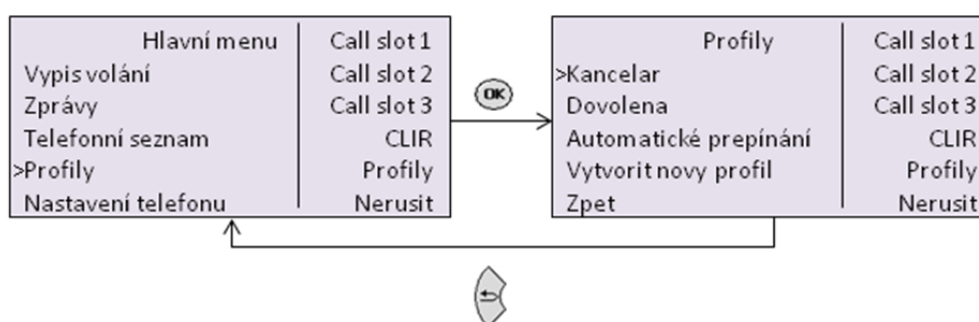 Hlavní menu
Vypis volání
Zprávy
Telefonní seznam
>Profily
Nastavení telefonu
Call slot 1
Call slot 2
Call slot 3
CLIR
Profily
Nerusit
OK
Profily
>Kancelar
Dovolena
Automatické prepínání
Vytvorit novy profil
Zpet
Call slot 1
Call slot 2
Call slot 3
CLIR
Profily
Nerusit